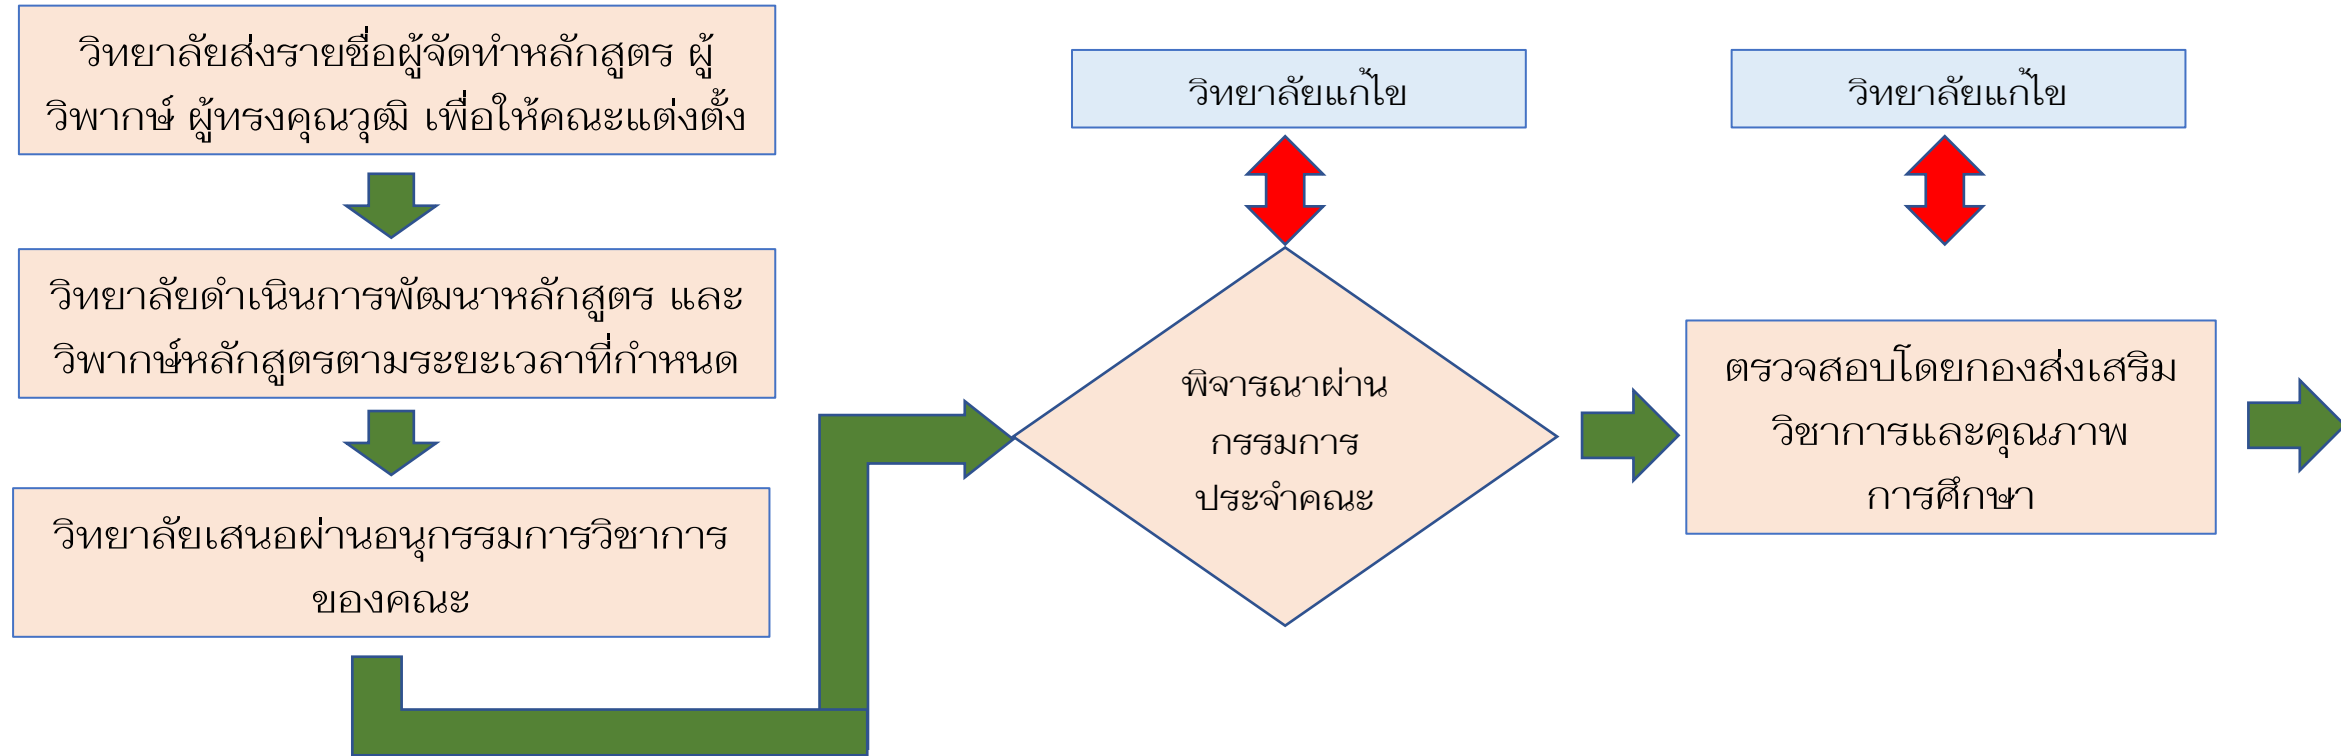 วิทยาลัยส่งรายชื่อผู้จัดทำหลักสูตร ผู้
วิพากษ์ ผู้ทรงคุณวุฒิ เพื่อให้คณะแต่งตั้ง
วิทยาลัยดำเนินการพัฒนาหลักสูตร และ
วิพากษ์หลักสูตรตามระยะเวลาที่กำหนด
วิทยาลัยเสนอผ่านอนุกรรมการวิชาการ
ของคณะ
วิทยาลัยแก้ไข
พิจารณาผ่าน
กรรมการ
ประจำคณะ
วิทยาลัยแก้ไข
ตรวจสอบโดยกองส่งเสริม
วิชาการและคุณภาพ
การศึกษา